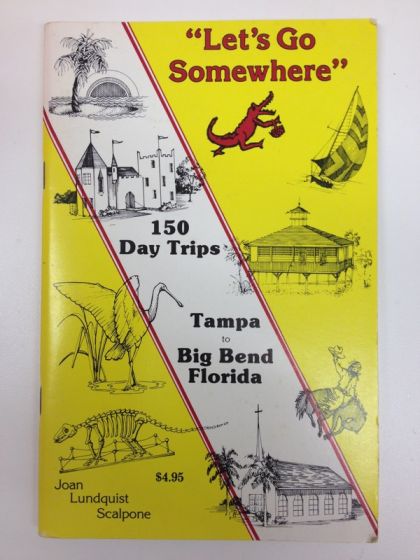 "Let's Go
Somewhere"
150
Day Trips
Tampa
to
Big Bend
Florida
$4.95
Joan
Lundquist
Scalpone